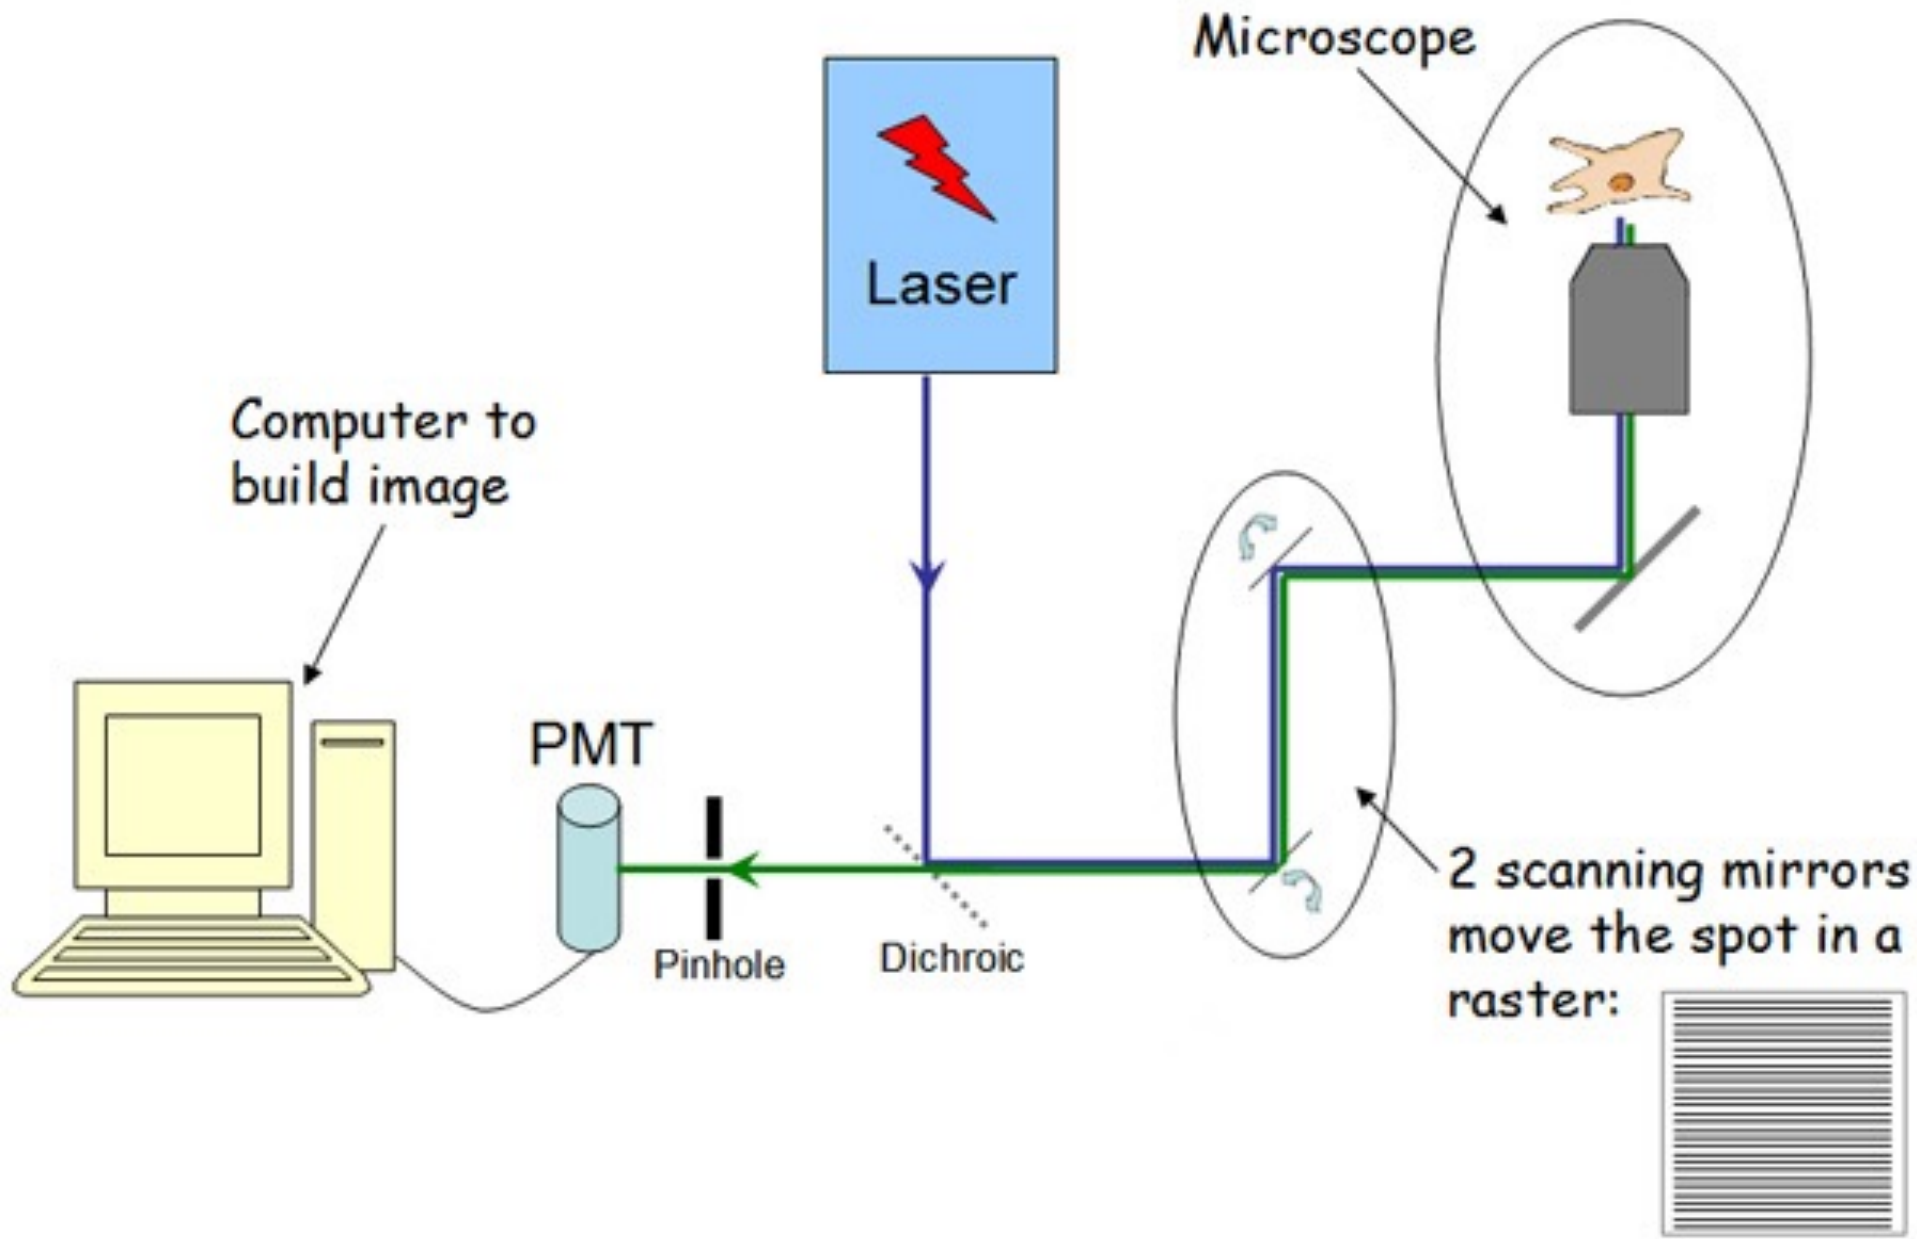 Microscope
Laser
Computer to
build image
PMT
Pinhole
Dichroic
2 scanning mirrors
move the spot in a
raster: